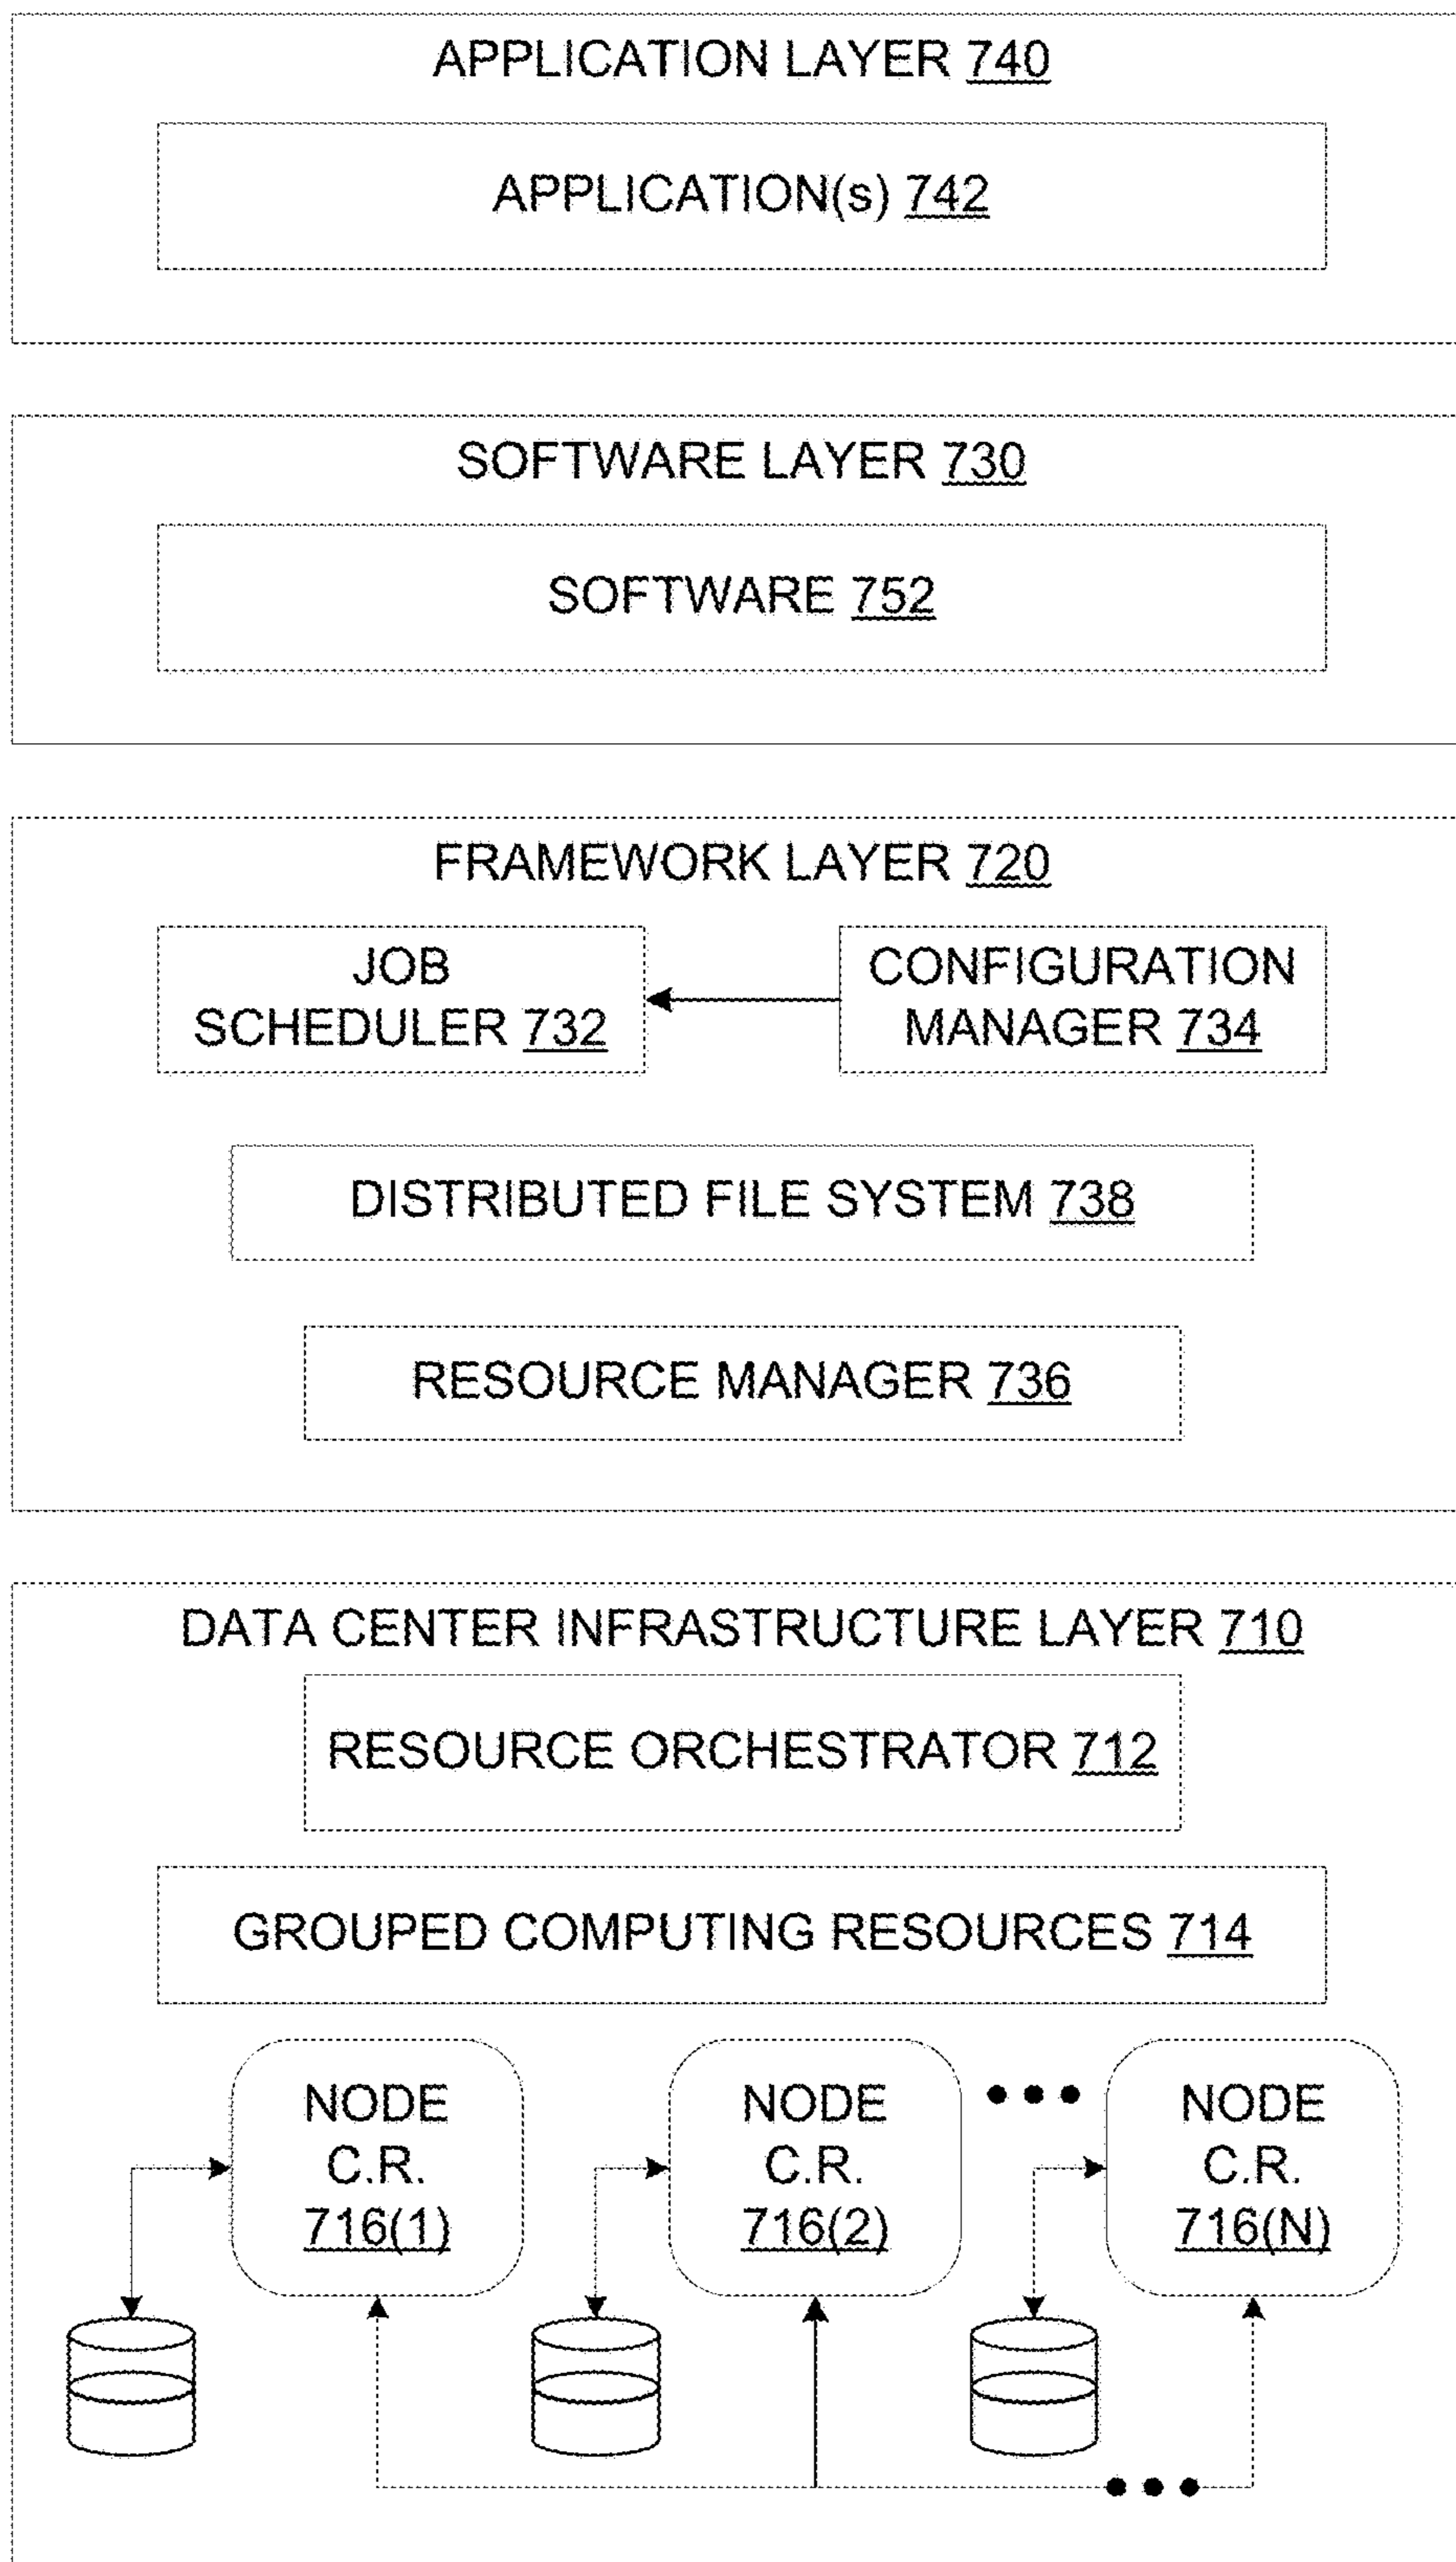 APPLICATION LAYER 740
APPLICATION(s) 742
SOFTWARE LAYER 730
SOFTWARE 752
FRAMEWORK LAYER 720
JOB
SCHEDULER 732
CONFIGURATION
MANAGER 734
DISTRIBUTED FILE SYSTEM 738
RESOURCE MANAGER 736
DATA CENTER INFRASTRUCTURE LAYER 710
RESOURCE ORCHESTRATOR 712
GROUPED COMPUTING RESOURCES 714
NODE
C.R.
716(1)
NODE
C.R.
716(2)
NODE
C.R.
716(N)